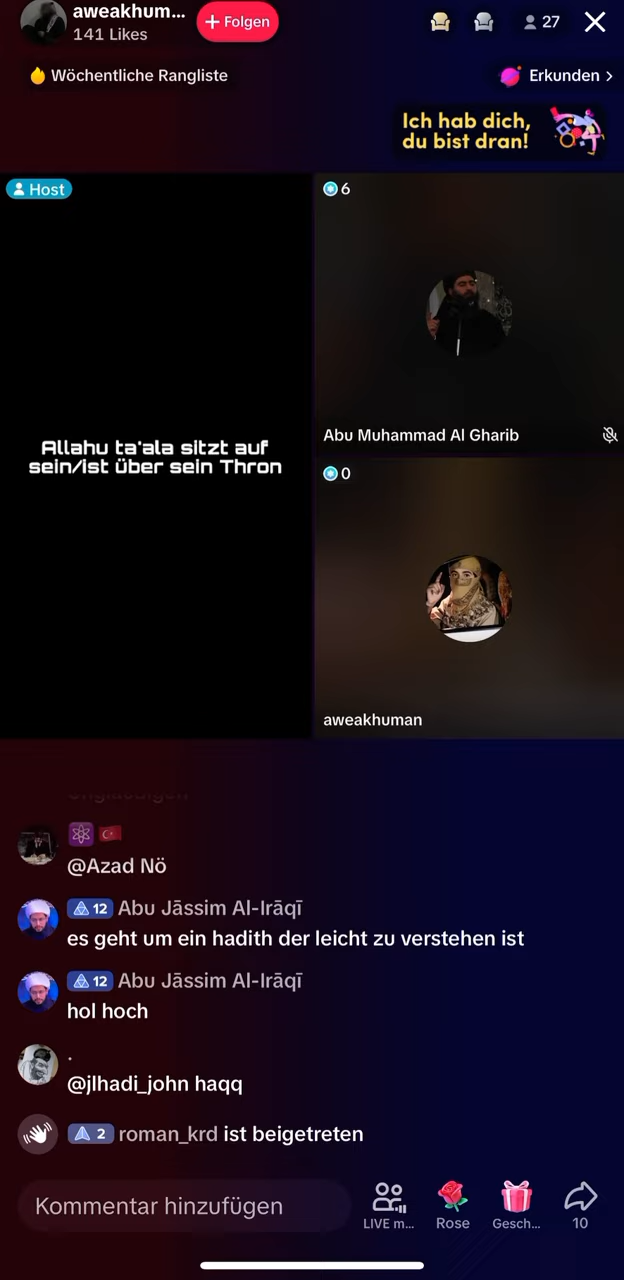 aweakhum...
141 Likes
+ Folgen
27
Wöchentliche Rangliste
Erkunden >
Ich hab dich,
du bist dran!
Host
6
Allahu ta'ala sitzt auf
sein/ist über sein Thron
Abu Muhammad Al Gharib
0
aweakhuman
@Azad Nö
12 Abu Jāssim Al-Irāqī
es geht um ein hadith der leicht zu verstehen ist
12 Abu Jāssim Al-Irāqī
hol hoch
.
@jlhadi_john haqq
2 roman_krd ist beigetreten
Kommentar hinzufügen
LIVE m...
Rose
Gesch...
10